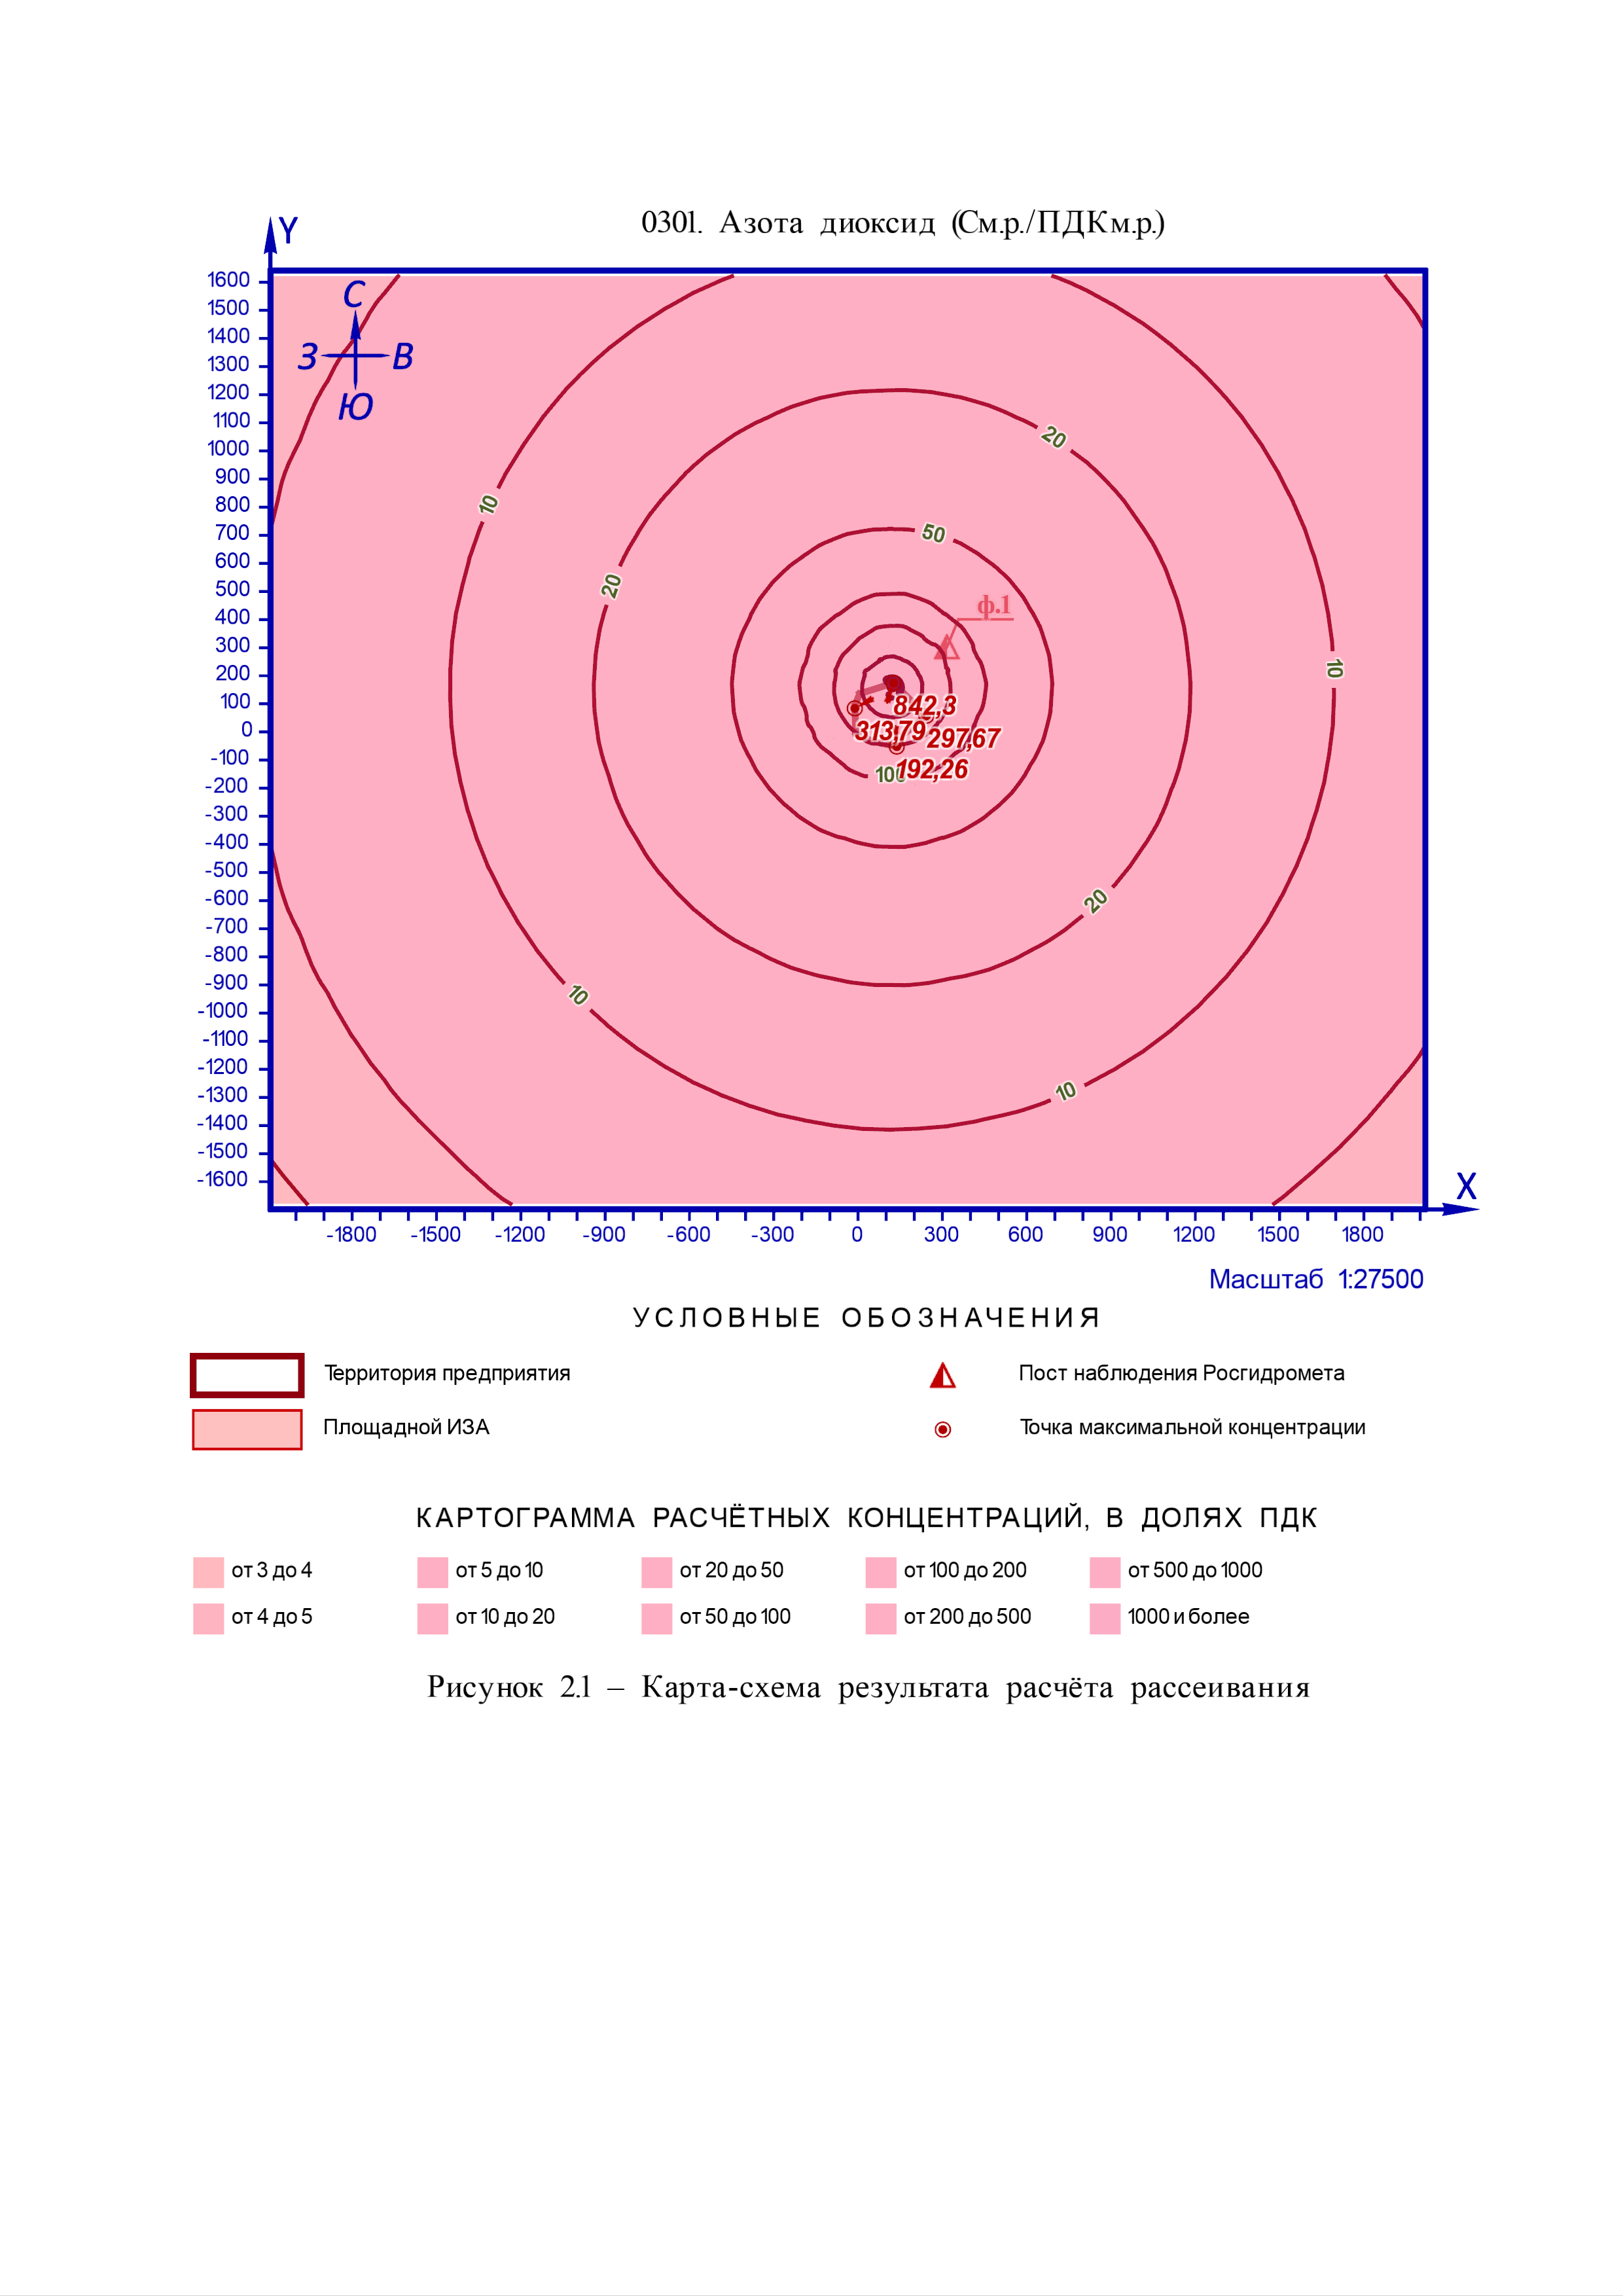 0301. Азота диоксид (См.р./ПДКм.р.)
Y
1600
1500
1400
1300
1200
1100
1000
900
800
700
600
500
400
300
200
100
0
-100
-200
-300
-400
-500
-600
-700
-800
-900
-1000
-1100
-1200
-1300
-1400
-1500
-1600
С
З В
Ю
20
10
50
20
ф.1
10
842,3
313,79 297,67
100 192,26
20
10
10
X
-1800 -1500 -1200 -900 -600 -300 0 300 600 900 1200 1500 1800
Масштаб 1:27500
УСЛОВНЫЕ ОБОЗНАЧЕНИЯ
Территория предприятия Пост наблюдения Росгидромета
Площадной ИЗА Точка максимальной концентрации
КАРТОГРАММА РАСЧЁТНЫХ КОНЦЕНТРАЦИЙ, В ДОЛЯХ ПДК
от 3 до 4 от 5 до 10 от 20 до 50 от 100 до 200 от 500 до 1000
от 4 до 5 от 10 до 20 от 50 до 100 от 200 до 500 1000 и более
Рисунок 2.1 – Карта-схема результата расчёта рассеивания